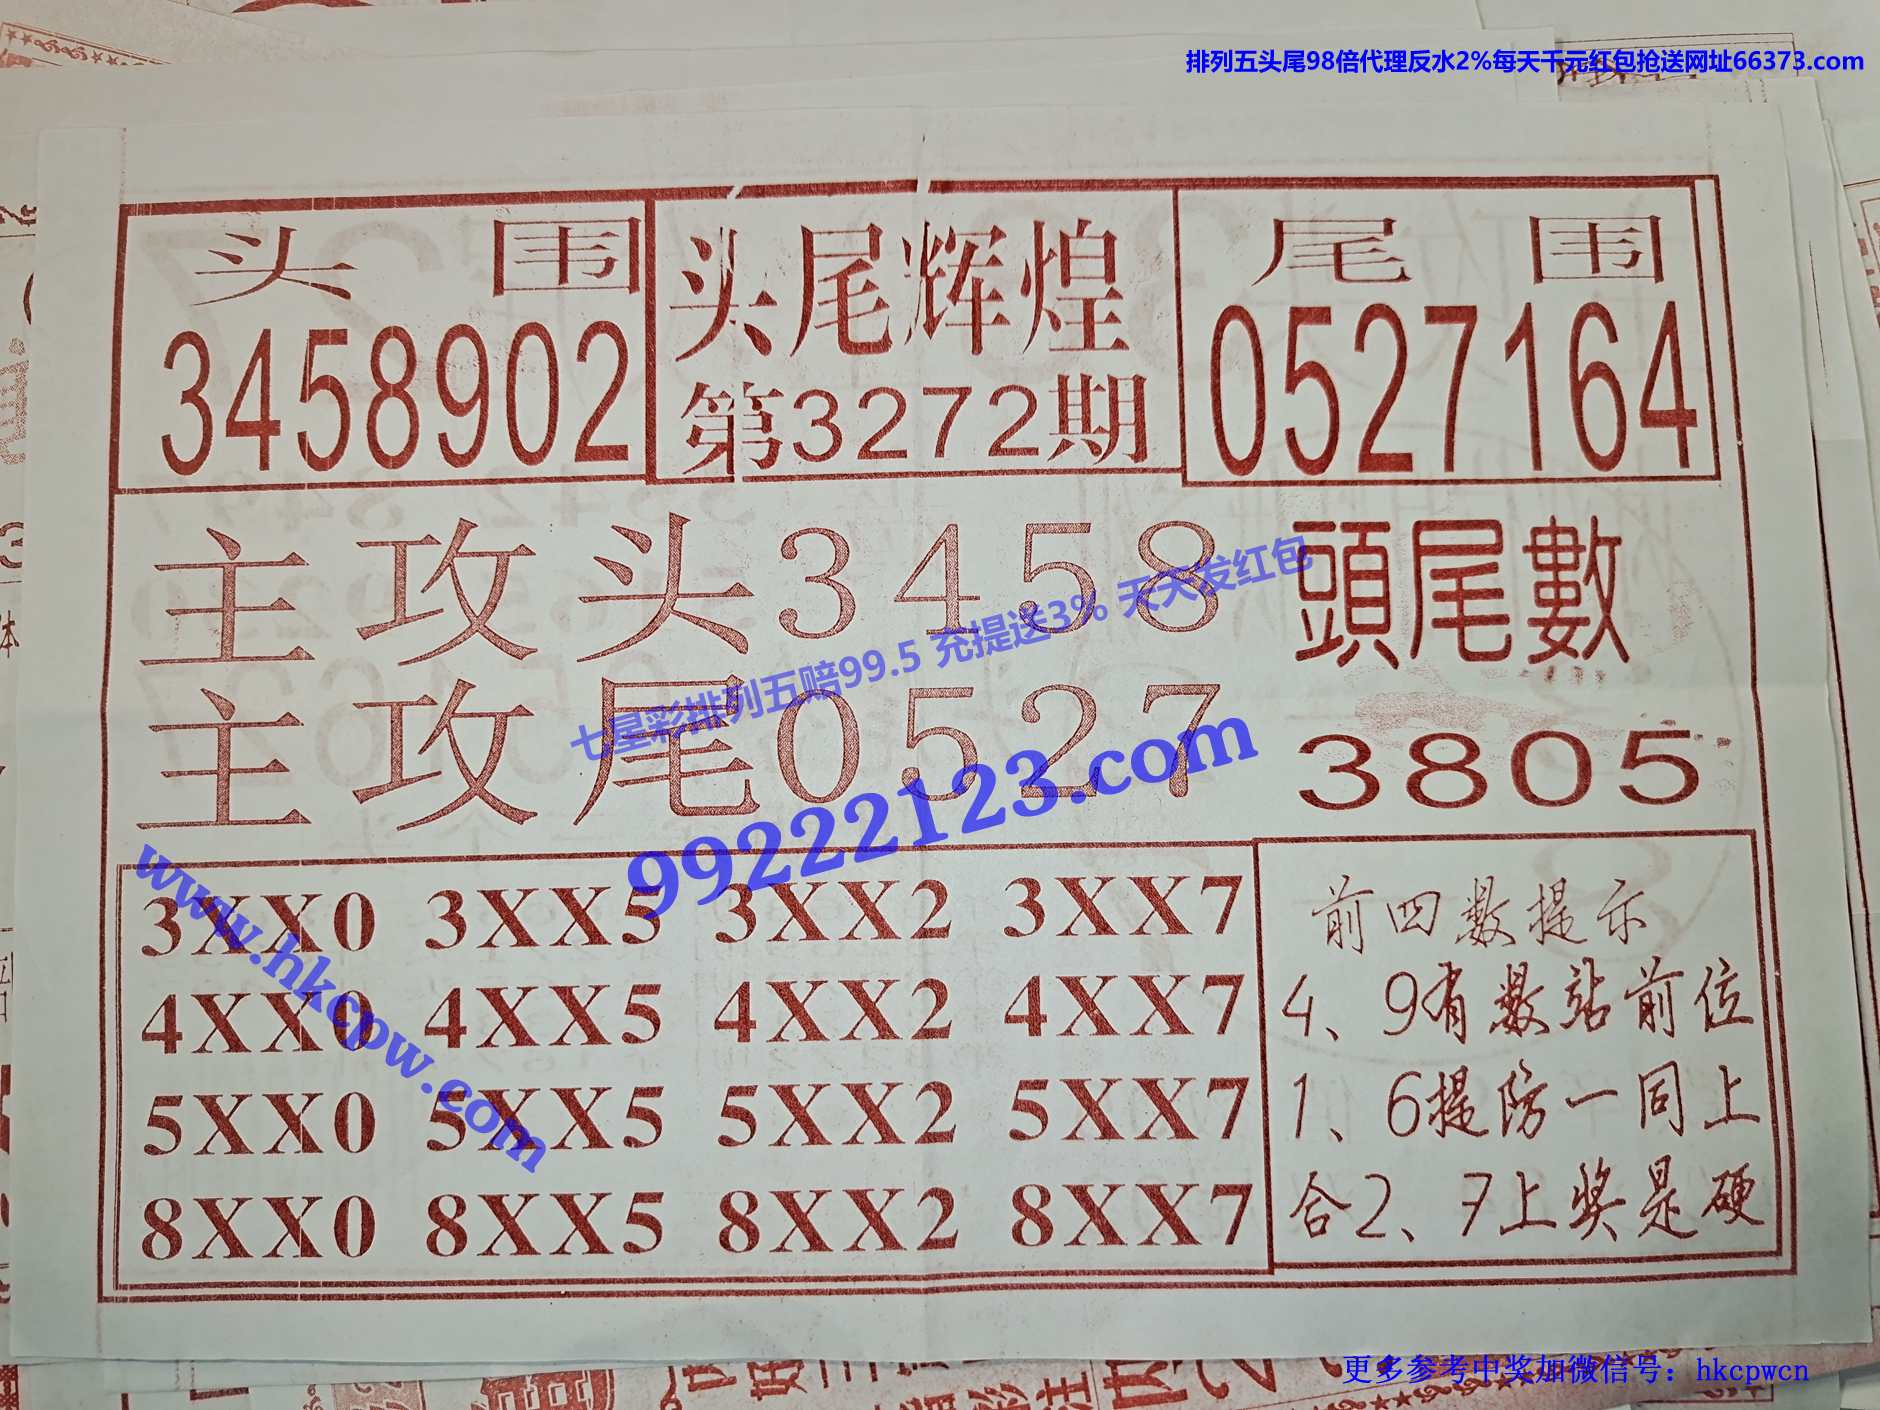 排列五头尾98倍代理反水2%每天千元红包抢送网址66373.com
头 围
3458902
头尾辉煌
第3272期
尾 围
0527164
主攻头3458
主攻尾0527
頭尾數
3805
七星彩排列五赔99.5 充提送3% 天天发红包
99222123.com
www.hkcpw.com
3XX0 3XX5 3XX2 3XX7
4XX0 4XX5 4XX2 4XX7
5XX0 5XX5 5XX2 5XX7
8XX0 8XX5 8XX2 8XX7
前四数提示
4、9有数站前位
1、6提防一同上
合2、7上奖是硬
更多参考中奖加微信号：hkcpwcn